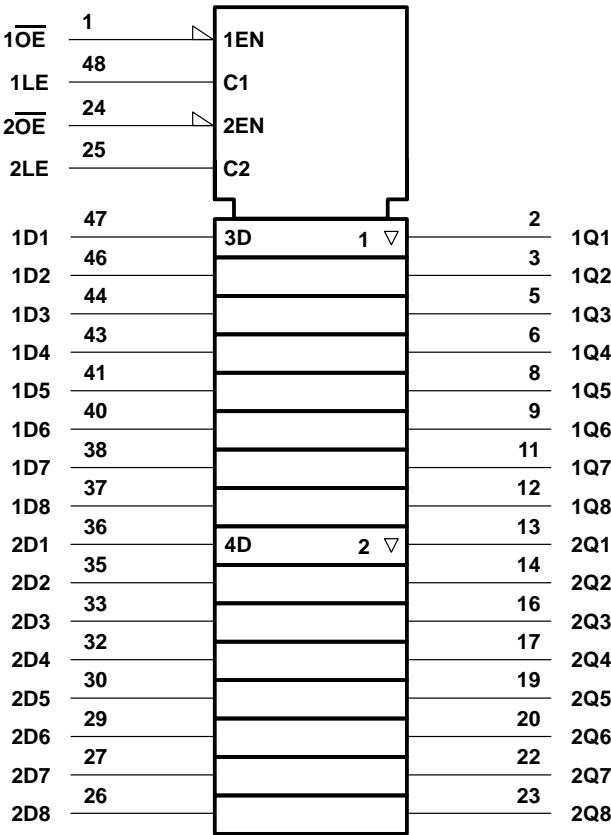 1OE 1 1EN
1LE 48 C1
2OE 24 2EN
2LE 25 C2
1D1 47 3D 1 ▽ 2 1Q1
1D2 46 3 1Q2
1D3 44 5 1Q3
1D4 43 6 1Q4
1D5 41 8 1Q5
1D6 40 9 1Q6
1D7 38 11 1Q7
1D8 37 12 1Q8
2D1 36 4D 2 ▽ 13 2Q1
2D2 35 14 2Q2
2D3 33 16 2Q3
2D4 32 17 2Q4
2D5 30 19 2Q5
2D6 29 20 2Q6
2D7 27 22 2Q7
2D8 26 23 2Q8